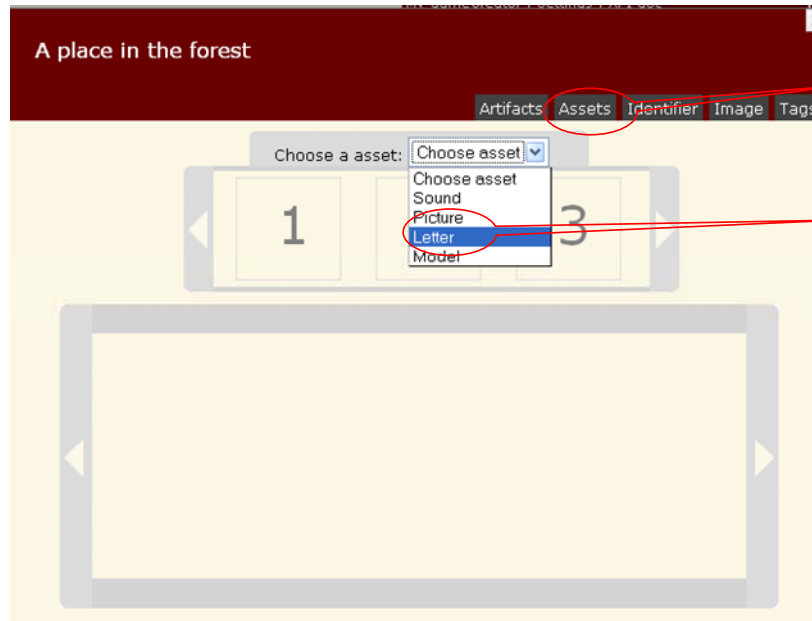 A place in the forest
Artifacts Assets Identifier Image Tags
Choose a asset: Choose asset
Choose asset
Sound
Picture
Letter
Model
1 3